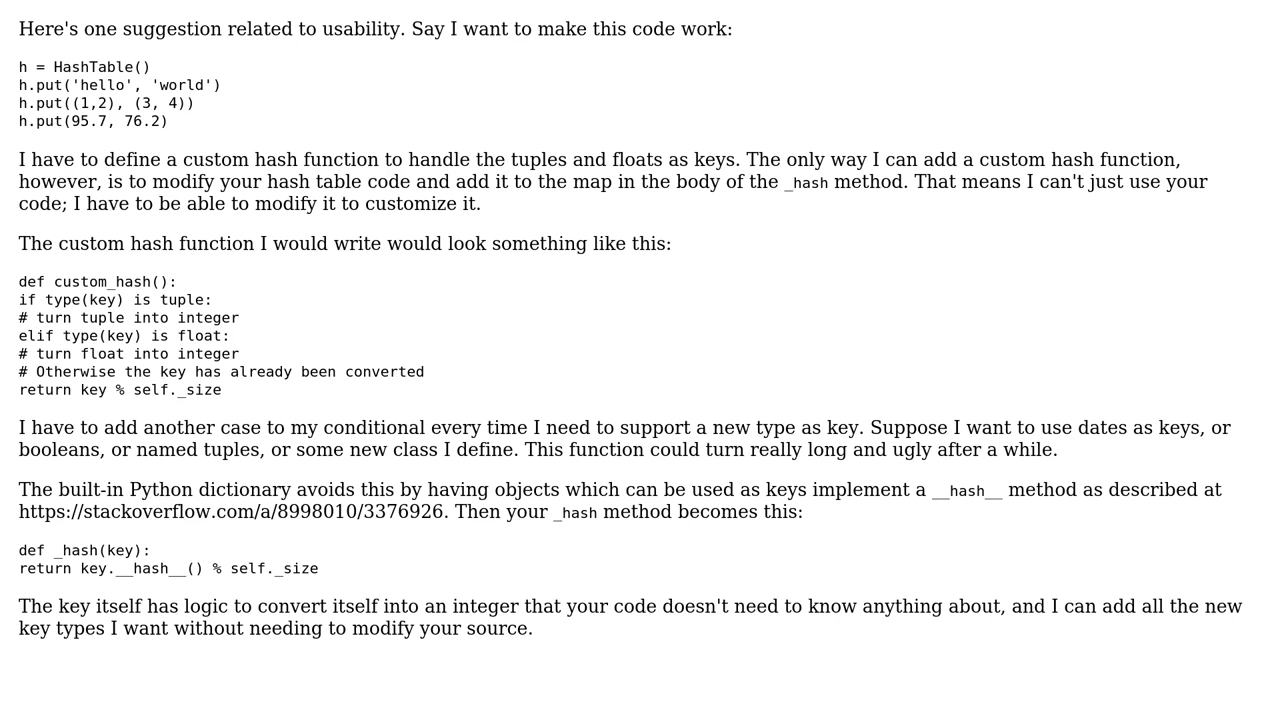 Here's one suggestion related to usability. Say I want to make this code work:
h = HashTable()
h.put('hello', 'world')
h.put((1,2), (3, 4))
h.put(95.7, 76.2)
I have to define a custom hash function to handle the tuples and floats as keys. The only way I can add a custom hash function,
however, is to modify your hash table code and add it to the map in the body of the _hash method. That means I can't just use your
code; I have to be able to modify it to customize it.
The custom hash function I would write would look something like this:
def custom_hash():
if type(key) is tuple:
# turn tuple into integer
elif type(key) is float:
# turn float into integer
# Otherwise the key has already been converted
return key % self._size
I have to add another case to my conditional every time I need to support a new type as key. Suppose I want to use dates as keys, or
booleans, or named tuples, or some new class I define. This function could turn really long and ugly after a while.
The built-in Python dictionary avoids this by having objects which can be used as keys implement a __hash__ method as described at
https://stackoverflow.com/a/8998010/3376926. Then your _hash method becomes this:
def _hash(key):
return key.__hash__() % self._size
The key itself has logic to convert itself into an integer that your code doesn't need to know anything about, and I can add all the new
key types I want without needing to modify your source.